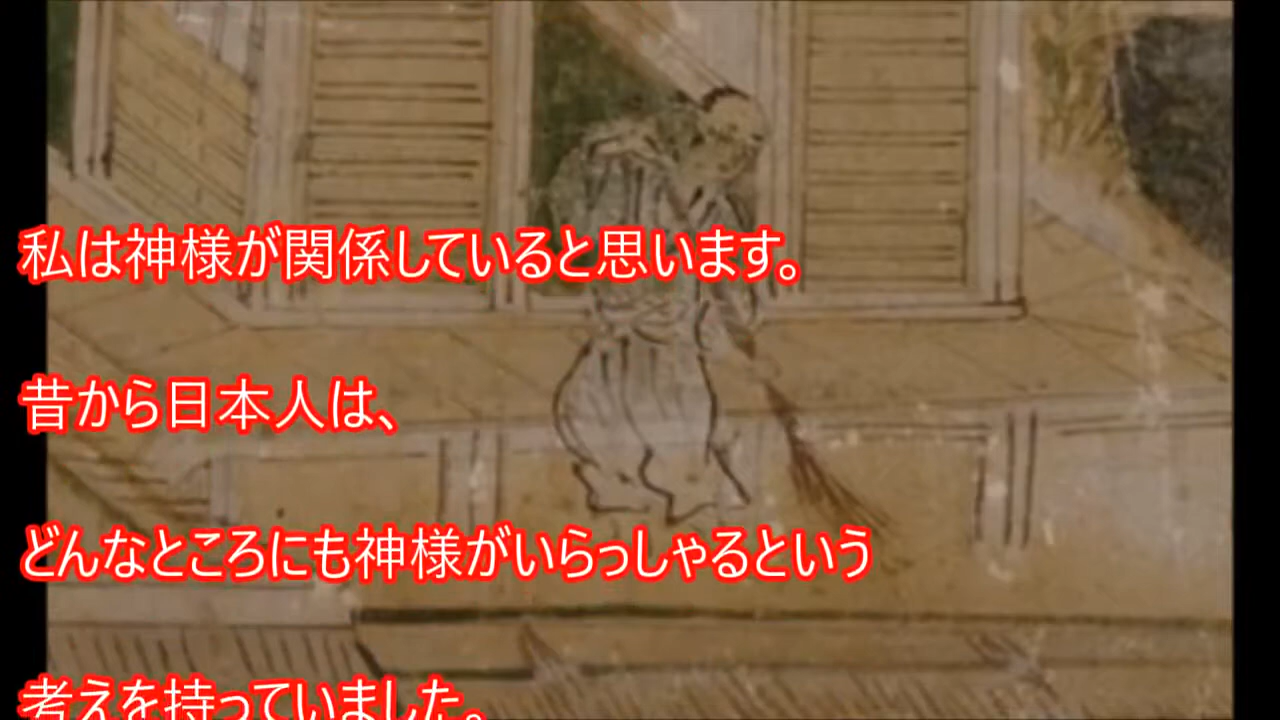 私は神様が関係していると思います。
昔から日本人は、
どんなところにも神様がいらっしゃるという
考えを持っていました。